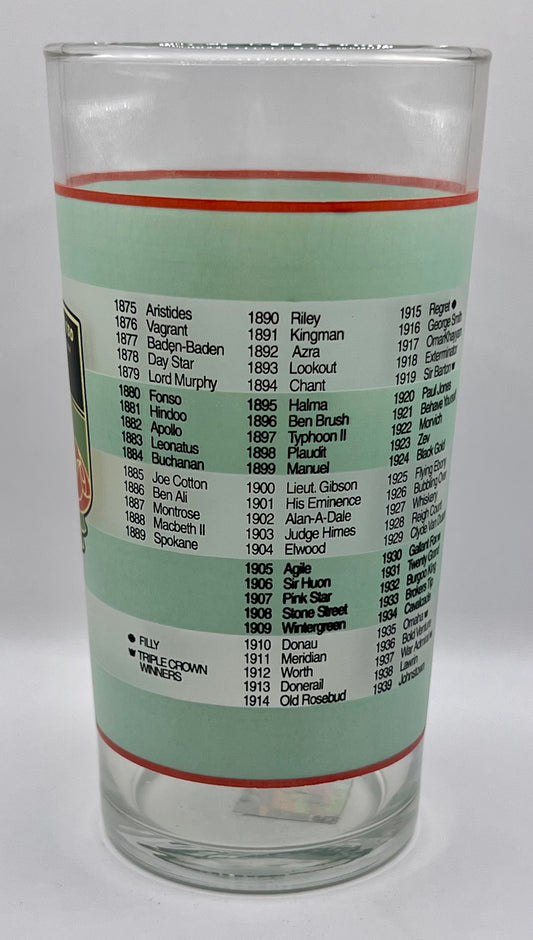 1875 Aristides
1876 Vagrant
1877 Baden-Baden
1878 Day Star
1879 Lord Murphy
1880 Fonso
1881 Hindoo
1882 Apollo
1883 Leonatus
1884 Buchanan
1885 Joe Cotton
1886 Ben Ali
1887 Montrose
1888 Macbeth II
1889 Spokane
● FILLY
TRIPLE CROWN
WINNERS
1890 Riley
1891 Kingman
1892 Azra
1893 Lookout
1894 Chant
1895 Halma
1896 Ben Brush
1897 Typhoon II
1898 Plaudit
1899 Manuel
1900 Lieut. Gibson
1901 His Eminence
1902 Alan-A-Dale
1903 Judge Himes
1904 Elwood
1905 Agile
1906 Sir Huon
1907 Pink Star
1908 Stone Street
1909 Wintergreen
1910 Donau
1911 Meridian
1912 Worth
1913 Donerail
1914 Old Rosebud
1915 Regret ●
1916 George Smith
1917 Omar Khayyam
1918 Exterminator
1919 Sir Barton
1920 Paul Jones
1921 Behave Yourself
1922 Morvich
1923 Zev
1924 Black Gold
1925 Flying Ebony
1926 Bubbling Over
1927 Whiskery
1928 Reigh Count
1929 Clyde Van
1930 Gallant Fox
1931 Twenty Grand
1932 Burgoo King
1933 Brokers Tip
1934 Cavalcade
1935 Omaha
1936 Bold Venture
1937 War Admiral
1938 Lawrin
1939 Johnstown